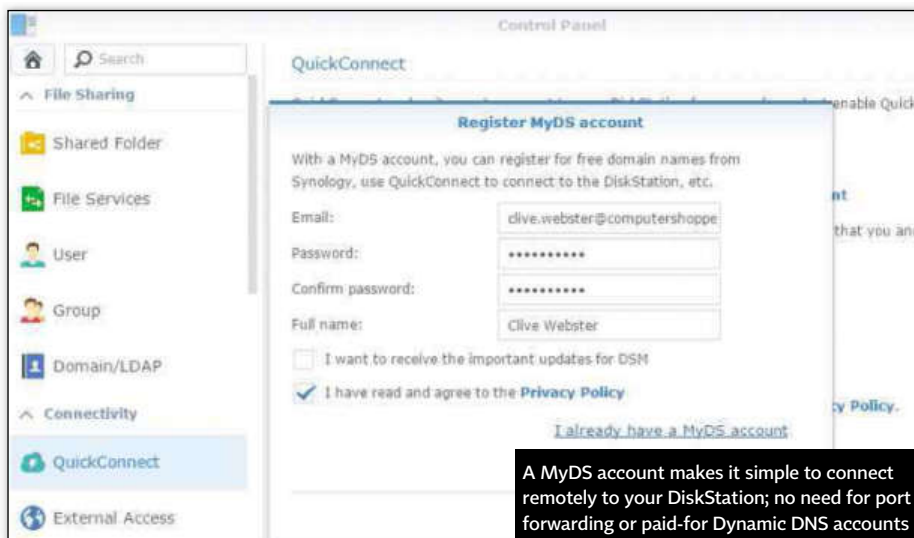 Control Panel
Search
QuickConnect
File Sharing
enable Quick
Register MyDS account
Shared Folder
With a MyDS account, you can register for free domain names from
Synology, use QuickConnect to connect to the DiskStation, etc.
nt
File Services
Email:
clive.webster@computershoppe
that you and
User
Password:
••••••••••
Confirm password:
••••••••••
Group
Full name:
Clive Webster
I want to receive the important updates for DSM
Domain/LDAP
I have read and agree to the Privacy Policy
cy Policy.
Connectivity
I already have a MyDS account
QuickConnect
External Access
A MyDS account makes it simple to connect
remotely to your DiskStation; no need for port
forwarding or paid-for Dynamic DNS accounts